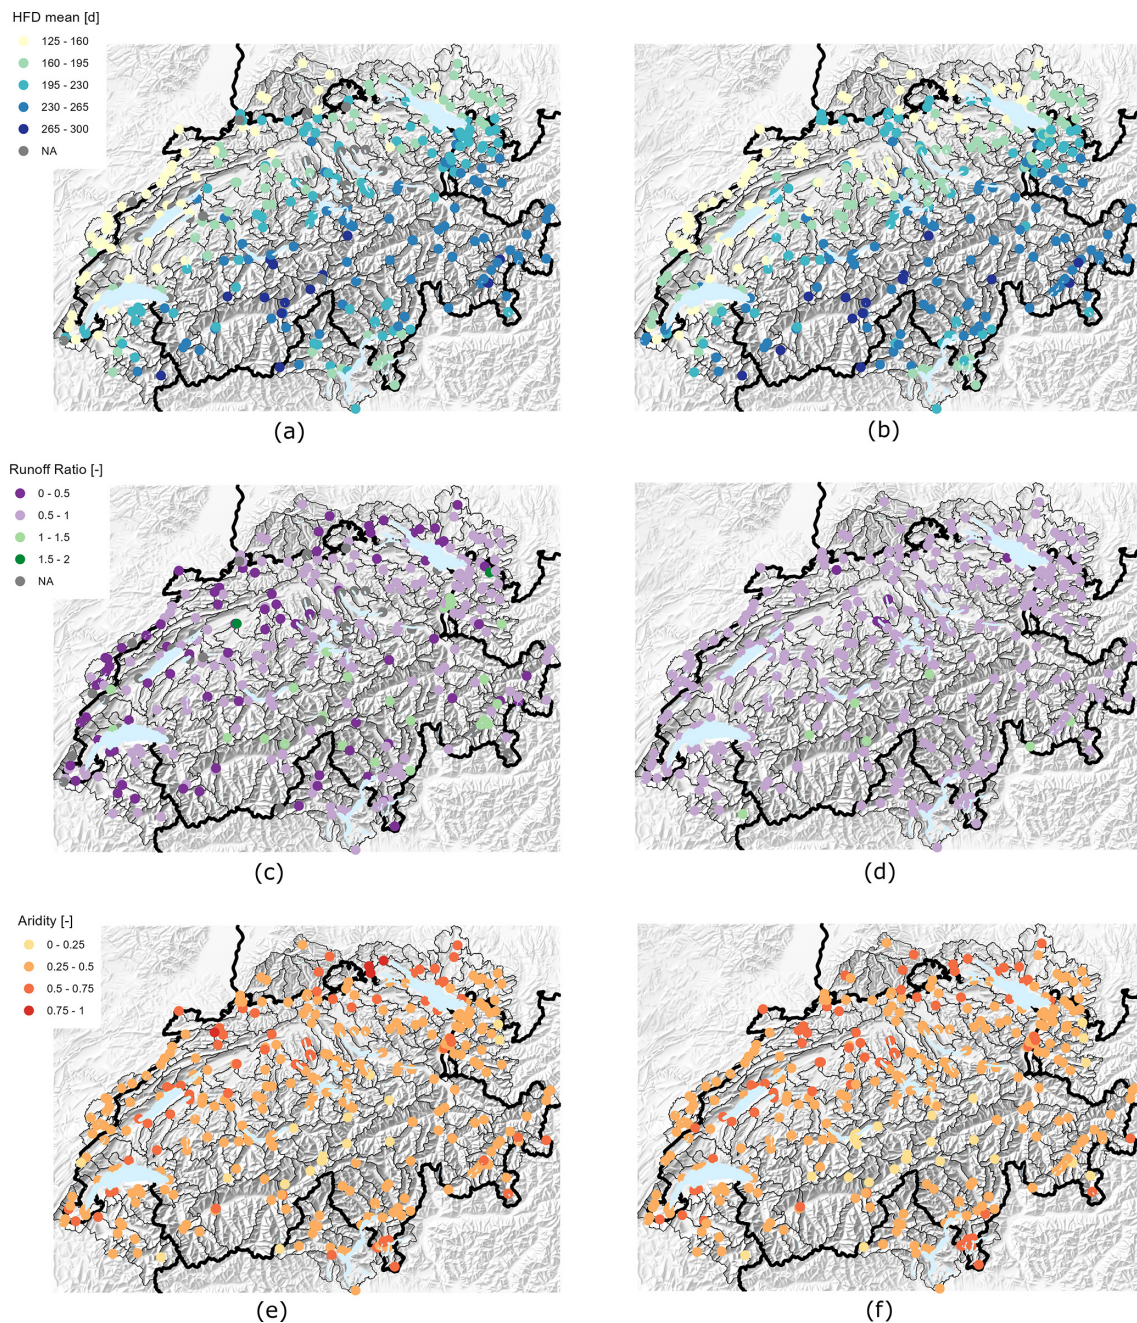 HFD mean [d]
125 - 160
160 - 195
195 - 230
230 - 265
265 - 300
NA
(a)
(b)
Runoff Ratio [-]
0 - 0.5
0.5 - 1
1 - 1.5
1.5 - 2
NA
(c)
(d)
Aridity [-]
0 - 0.25
0.25 - 0.5
0.5 - 0.75
0.75 - 1
(e)
(f)